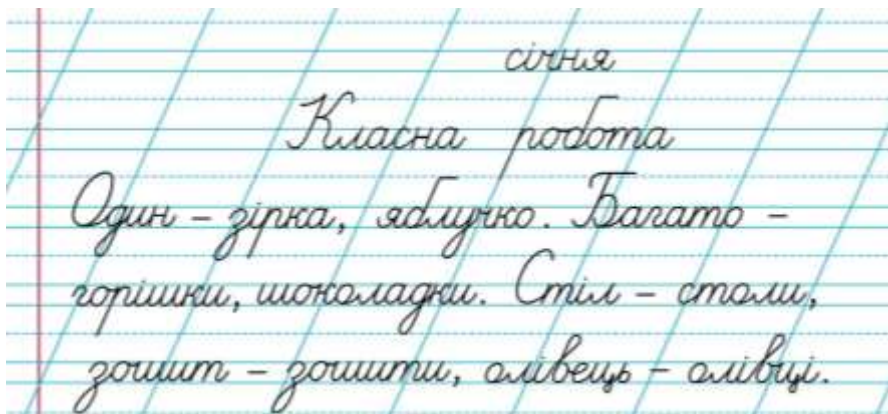 січня
Класна робота
Один – зірка, яблучко. Багато –
горішки, шоколадки. Стіл – столи,
зошит – зошити, олівець – олівці.